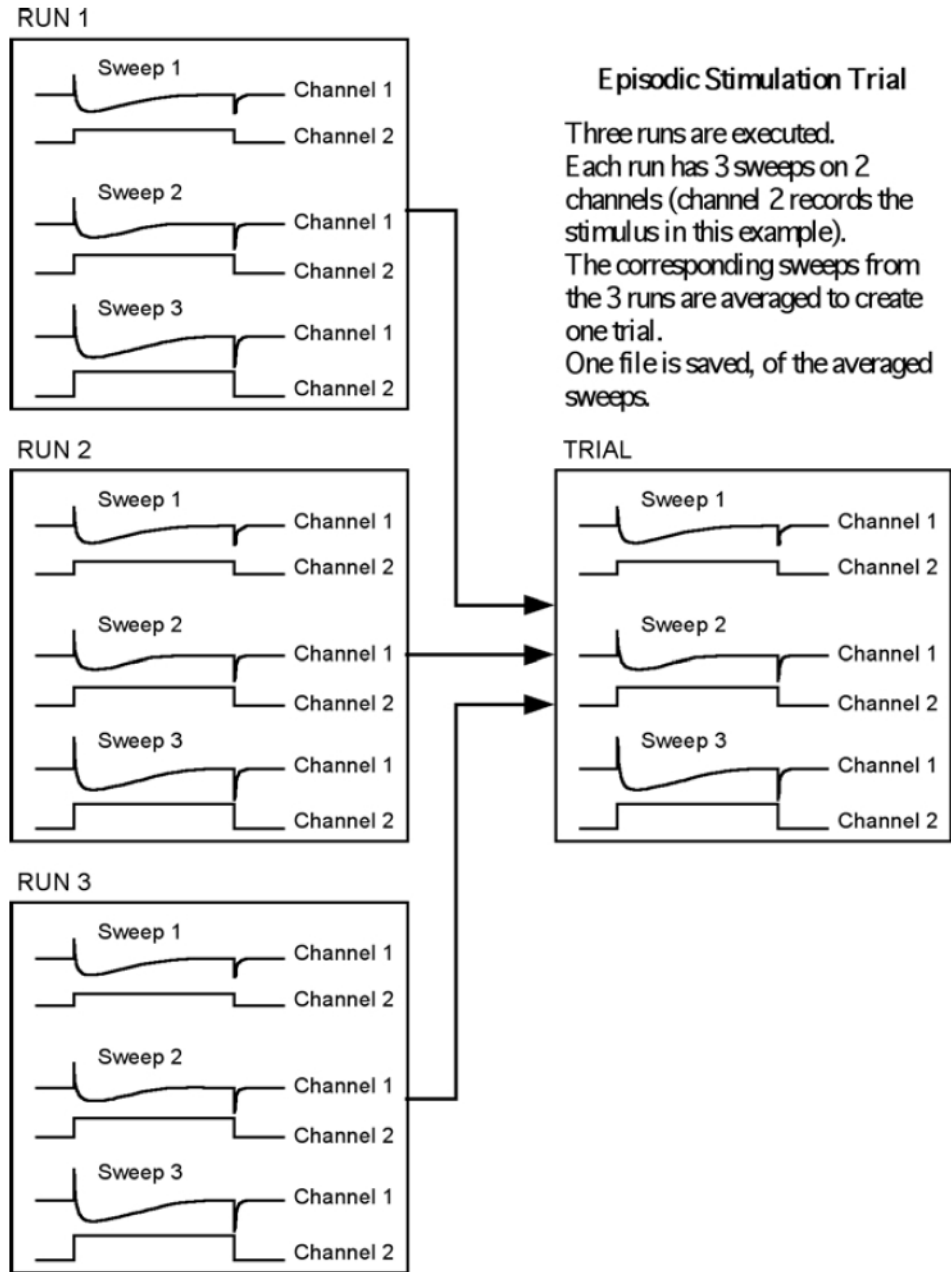 RUN 1
Sweep 1
Channel 1
Channel 2
Sweep 2
Channel 1
Channel 2
Sweep 3
Channel 1
Channel 2
Episodic Stimulation Trial
Three runs are executed.
Each run has 3 sweeps on 2
channels (channel 2 records the
stimulus in this example).
The corresponding sweeps from
the 3 runs are averaged to create
one trial.
One file is saved, of the averaged
sweeps.
RUN 2
Sweep 1
Channel 1
Channel 2
Sweep 2
Channel 1
Channel 2
Sweep 3
Channel 1
Channel 2
TRIAL
Sweep 1
Channel 1
Channel 2
Sweep 2
Channel 1
Channel 2
Sweep 3
Channel 1
Channel 2
RUN 3
Sweep 1
Channel 1
Channel 2
Sweep 2
Channel 1
Channel 2
Sweep 3
Channel 1
Channel 2